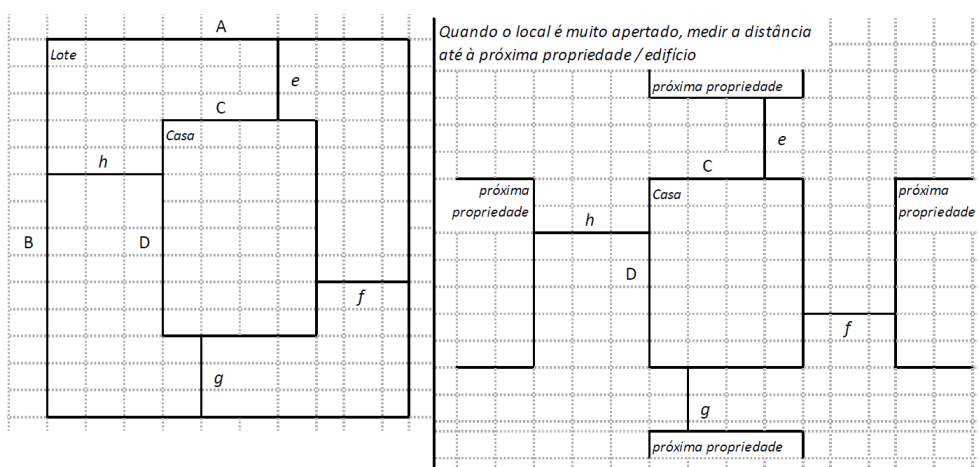 A
Lote
e
C
Casa
h
B
D
f
g
Quando o local é muito apertado, medir a distância
até à próxima propriedade / edifício
próxima propriedade
e
C
próxima
propriedade
Casa
próxima
propriedade
h
D
f
g
próxima propriedade